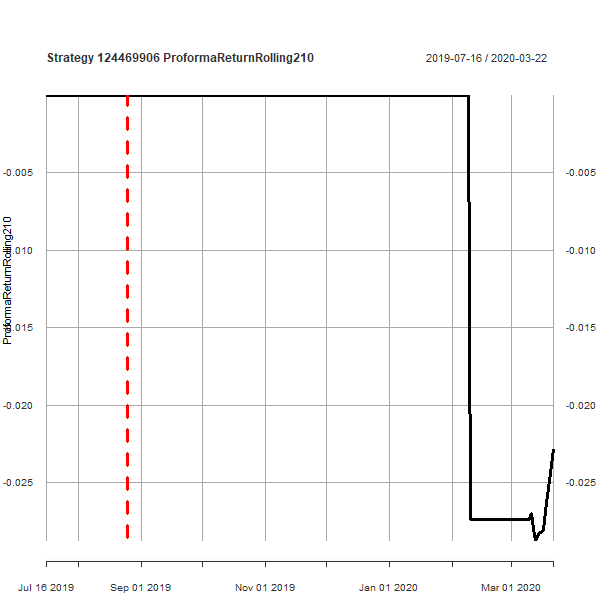 Strategy 124469906 ProformaReturnRolling210
2019-07-16 / 2020-03-22
-0.005
-0.005
-0.010
-0.010
ProformaReturnRolling210
-0.015
-0.015
-0.020
-0.020
-0.025
-0.025
Jul 16 2019
Sep 01 2019
Nov 01 2019
Jan 01 2020
Mar 01 2020